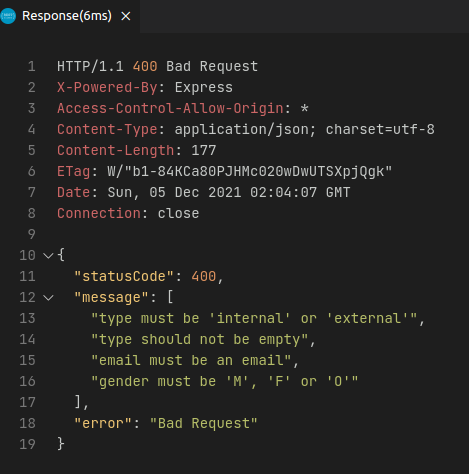 Response(6ms) ×
1 HTTP/1.1 400 Bad Request
2 X-Powered-By: Express
3 Access-Control-Allow-Origin: *
4 Content-Type: application/json; charset=utf-8
5 Content-Length: 177
6 ETag: W/"b1-84KCa80PJHMc020wDwUTSXpjQgk"
7 Date: Sun, 05 Dec 2021 02:04:07 GMT
8 Connection: close
9
10 {
11 "statusCode": 400,
12 "message": [
13 "type must be 'internal' or 'external'",
14 "type should not be empty",
15 "email must be an email",
16 "gender must be 'M', 'F' or 'O'"
17 ],
18 "error": "Bad Request"
19 }